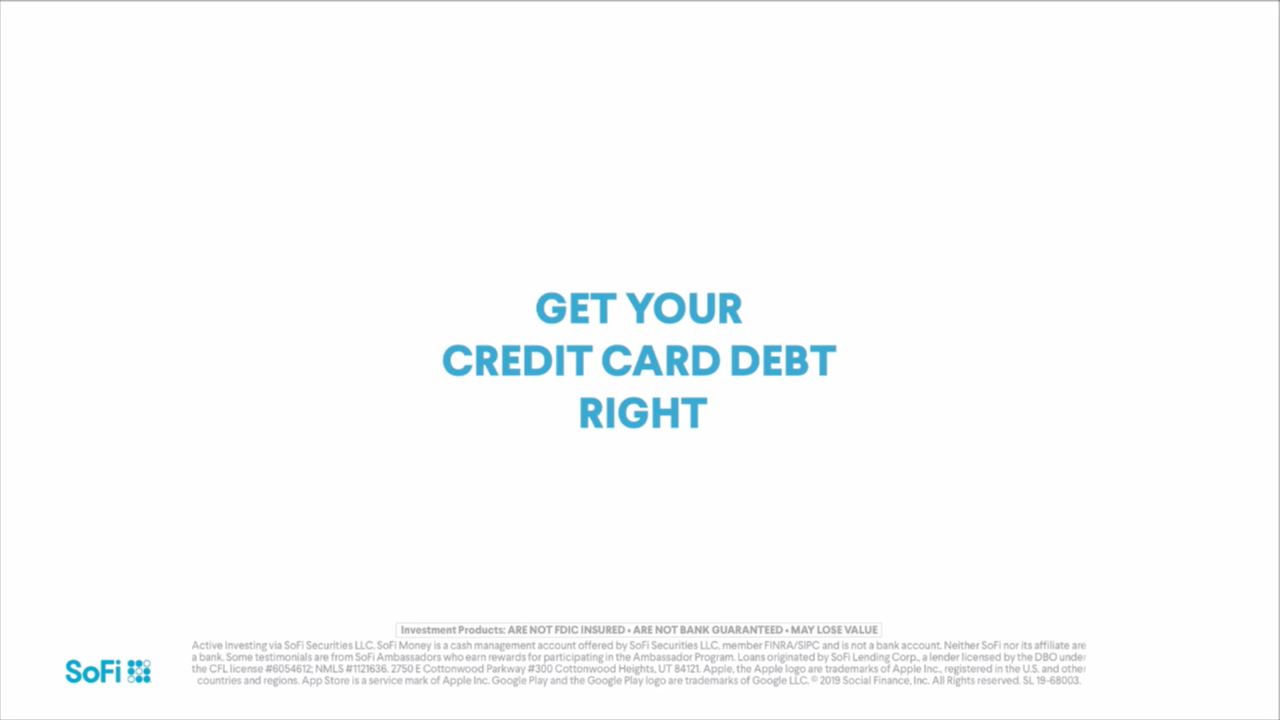 GET YOUR
CREDIT CARD DEBT
RIGHT
Investment Products: ARE NOT FDIC INSURED • ARE NOT BANK GUARANTEED • MAY LOSE VALUE
Active Investing via SoFi Securities LLC. SoFi Money is a cash management account offered by SoFi Securities LLC, member FINRA/SIPC and is not a bank account. Neither SoFi nor its affiliate are
a bank. Some testimonials are from SoFi Ambassadors who earn rewards for participating in the Ambassador Program. Loans originated by SoFi Lending Corp., a lender licensed by the DBO under
the CFL license #6054612; NMLS #1121636. 2750 E Cottonwood Parkway #300 Cottonwood Heights, UT 84121. Apple, the Apple logo are trademarks of Apple Inc., registered in the U.S. and other
countries and regions. App Store is a service mark of Apple Inc. Google Play and the Google Play logo are trademarks of Google LLC. © 2019 Social Finance, Inc. All Rights reserved. SL 19-68003.
SoFi